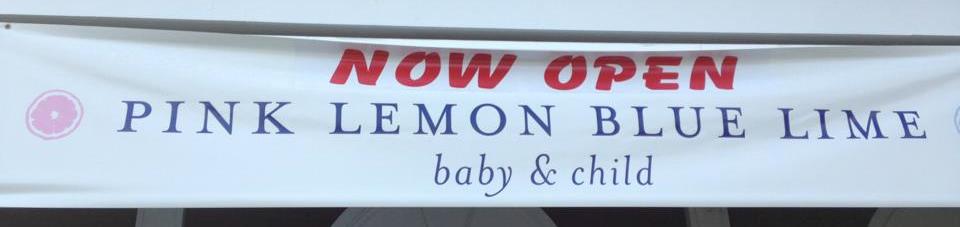 NOW OPEN
PINK LEMON BLUE LIME
baby & child